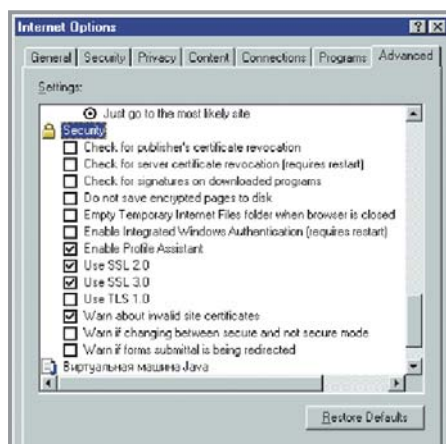 Internet Options
General Security Privacy Content Connections Programs Advanced
Settings:
Just go to the most likely site
Security
Check for publisher's certificate revocation
Check for server certificate revocation (requires restart)
Check for signatures on downloaded programs
Do not save encrypted pages to disk
Empty Temporary Internet Files folder when browser is closed
Enable Integrated Windows Authentication (requires restart)
Enable Profile Assistant
Use SSL 2.0
Use SSL 3.0
Use TLS 1.0
Warn about invalid site certificates
Warn if changing between secure and not secure mode
Warn if forms submittal is being redirected
Виртуальная машина Java
Restore Defaults